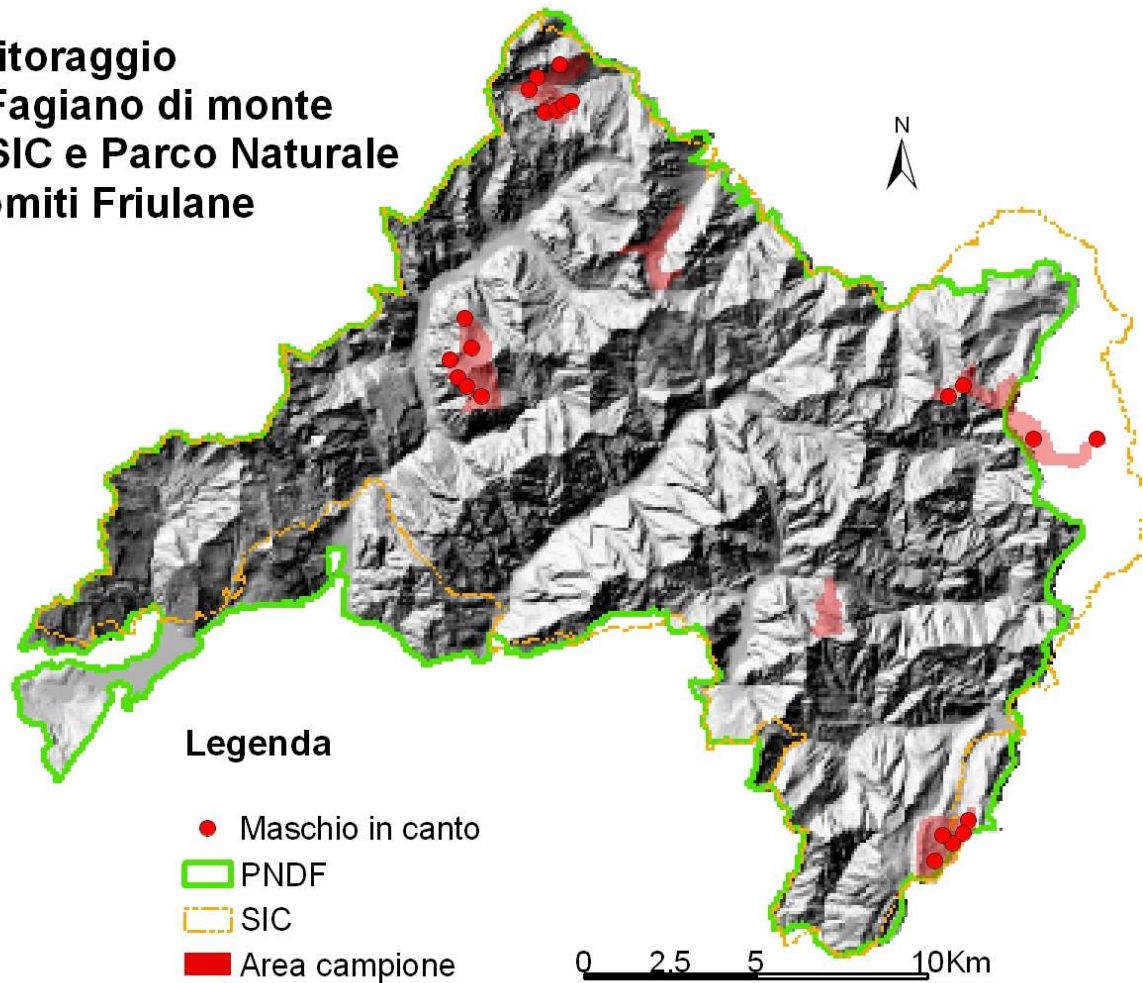 itoraggio
Fagiano di monte
SIC e Parco Naturale
omiti Friulane
N
Legenda
Maschio in canto
PNDF
SIC
Area campione
0 2,5 5 10Km